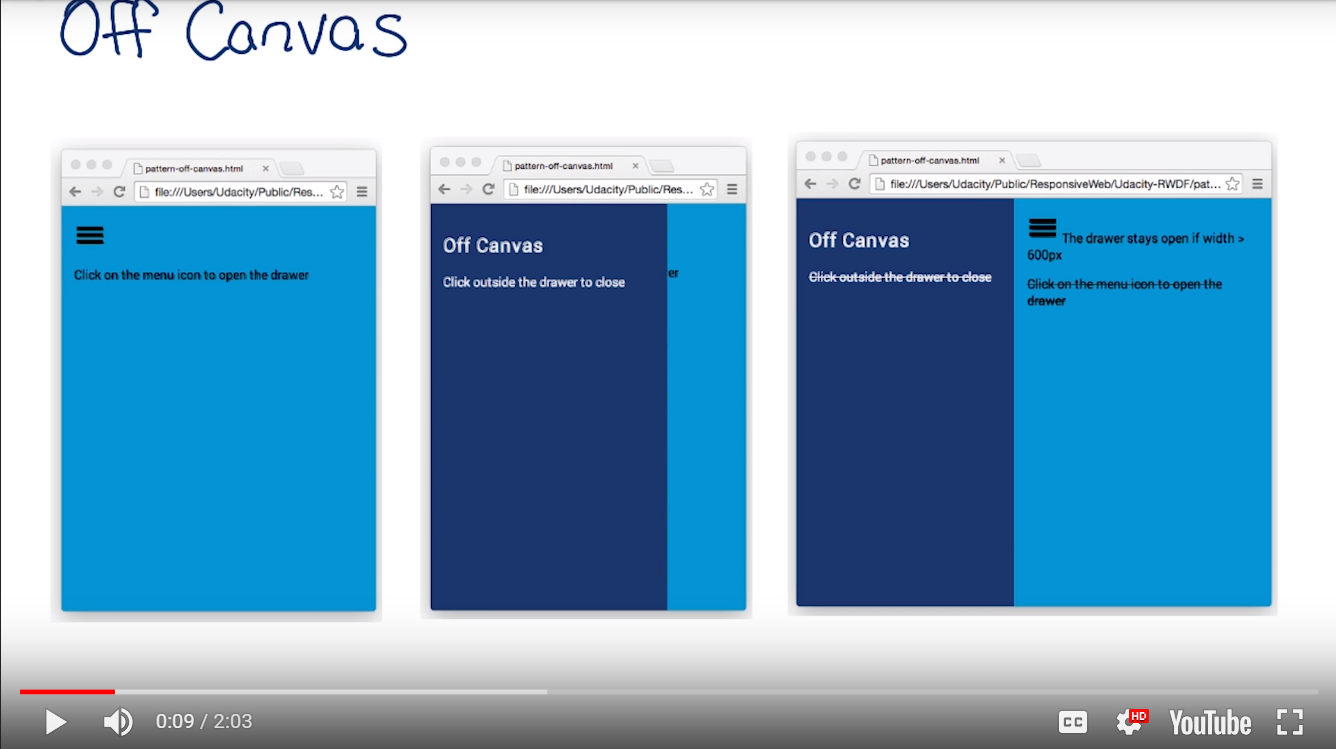 Off Canvas
pattern-off-canvas.html
file:///Users/Udacity/Public/Res...
Click on the menu icon to open the drawer
pattern-off-canvas.html
file:///Users/Udacity/Public/Res...
Off Canvas
Click outside the drawer to close
er
pattern-off-canvas.html
file:///Users/Udacity/Public/ResponsiveWeb/Udacity-RWDF/pat...
Off Canvas
Click outside the drawer to close
The drawer stays open if width >
600px
Click on the menu icon to open the
drawer
0:09 / 2:03
CC
HD
YouTube